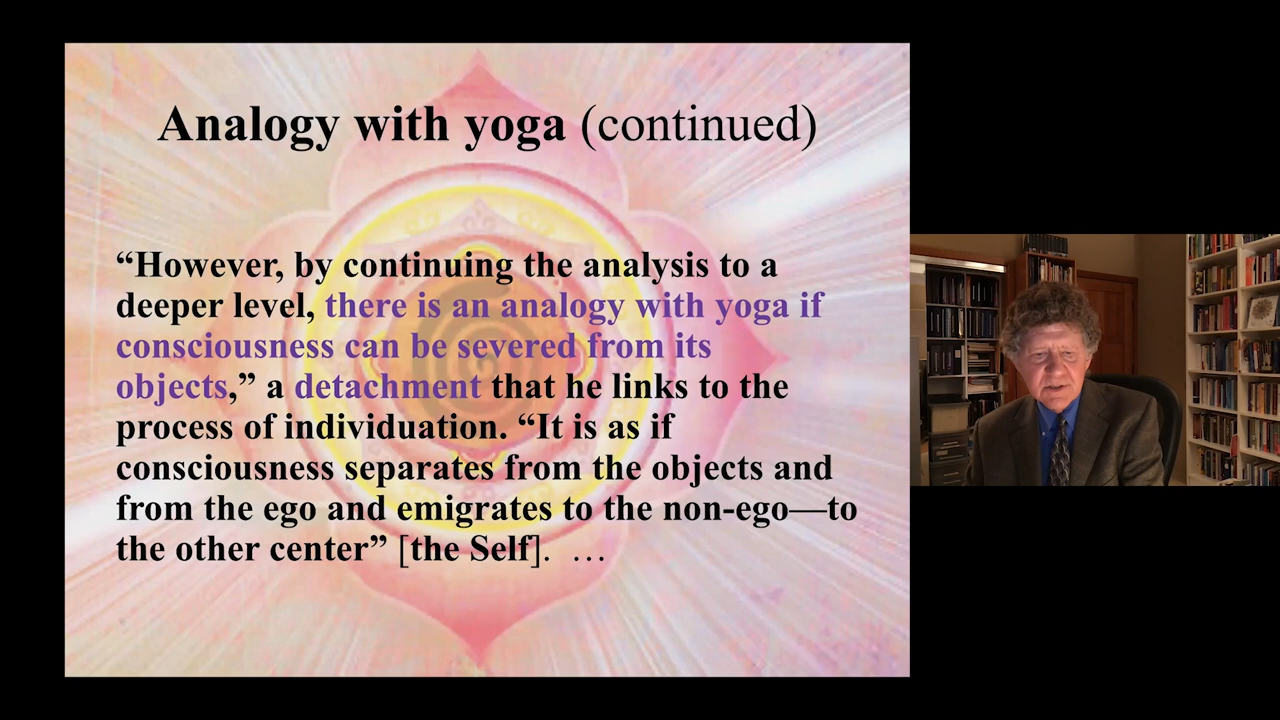 Analogy with yoga (continued)
“However, by continuing the analysis to a
deeper level, there is an analogy with yoga if
consciousness can be severed from its
objects,” a detachment that he links to the
process of individuation. “It is as if
consciousness separates from the objects and
from the ego and emigrates to the non-ego—to
the other center” [the Self]. …